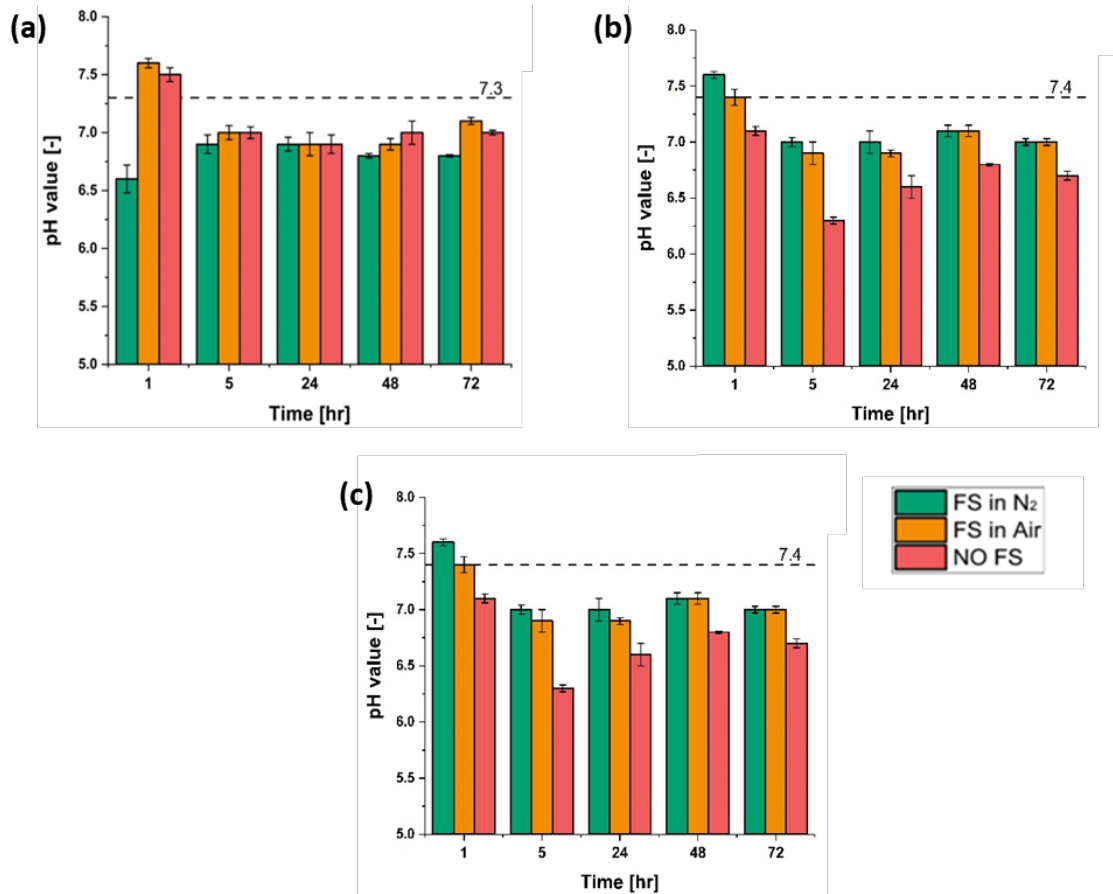 (a)
8.0
7.5
7.0
6.5
6.0
5.5
5.0
pH value [-]
7.3
1 5 24 48 72
Time [hr]
(b)
8.0
7.5
7.0
6.5
6.0
5.5
5.0
pH value [-]
7.4
1 5 24 48 72
Time [hr]
(c)
8.0
7.5
7.0
6.5
6.0
5.5
5.0
pH value [-]
7.4
1 5 24 48 72
Time [hr]
FS in N₂
FS in Air
NO FS